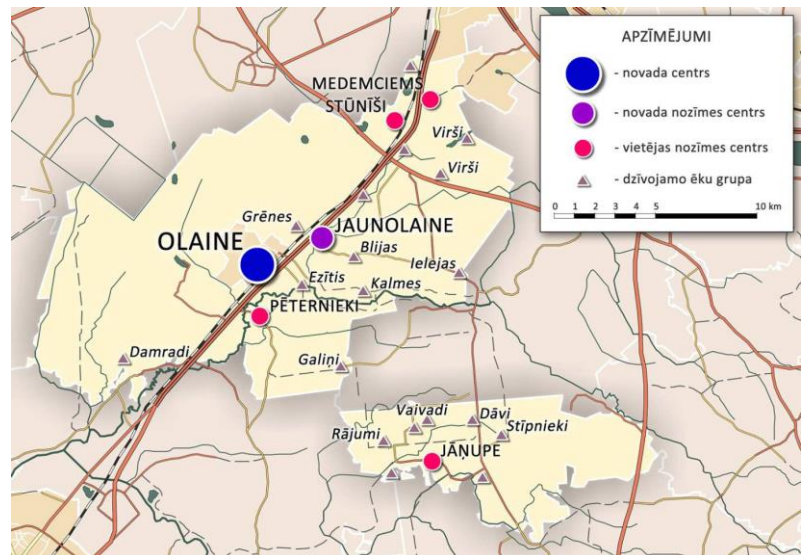 APZĪMĒJUMI
- novada centrs
- novada nozīmes centrs
- vietējas nozīmes centrs
- dzīvojamo ēku grupa
0 1 2 3 4 5 10 km
MEDEMCIEMS
STŪNĪŠI
Virši
Virši
Grēnes
JAUNOLAINE
OLAINE
Blijas
Ielejas
Ezītis
Kalmes
PĒTERNIEKI
Damradi
Galiņi
Vaivadi
Dāvi
Stīpnieki
Rājumi
JĀŅUPE